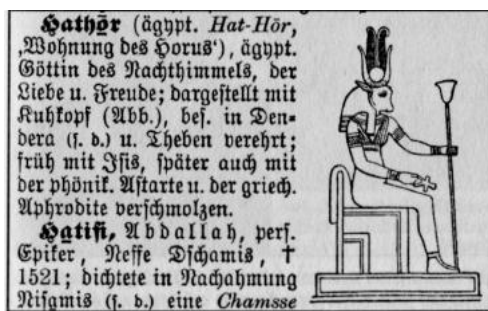 Hathōr (ägypt. Hat-Hôr,
‚Wohnung des Horus‘), ägypt.
Göttin des Nachthimmels, der
Liebe u. Freude; dargestellt mit
Kuhkopf (Abb.), bes. in Den-
dera (s. d.) u. Theben verehrt;
früh mit Isis, später auch mit
der phönik. Astarte u. der griech.
Aphrodite verschmolzen.
Hatifi, Abdallah, pers.
Epiker, Neffe Dschamis, †
1521; dichtete in Nachahmung
Nisamis (s. d.) eine Chamsse